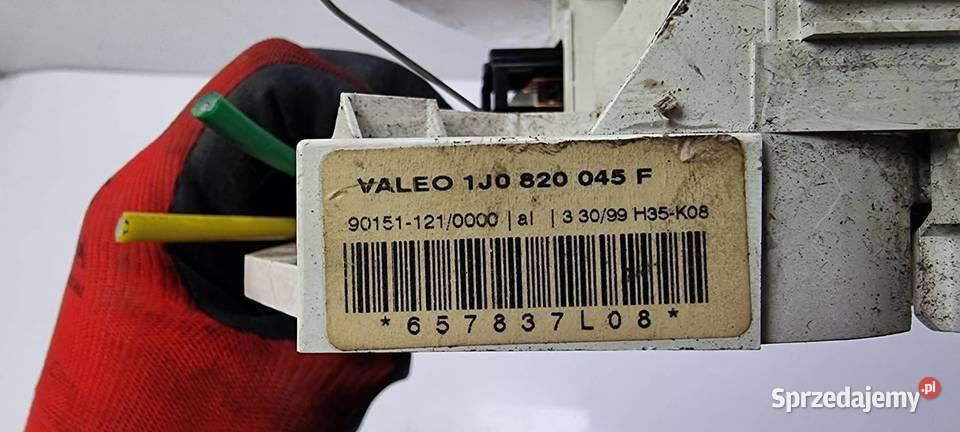 VALEO 1J0 820 045 F
90151-121/0000 | al | 3 30/99 H35-K08
*657837L08*
Sprzedajemy.pl